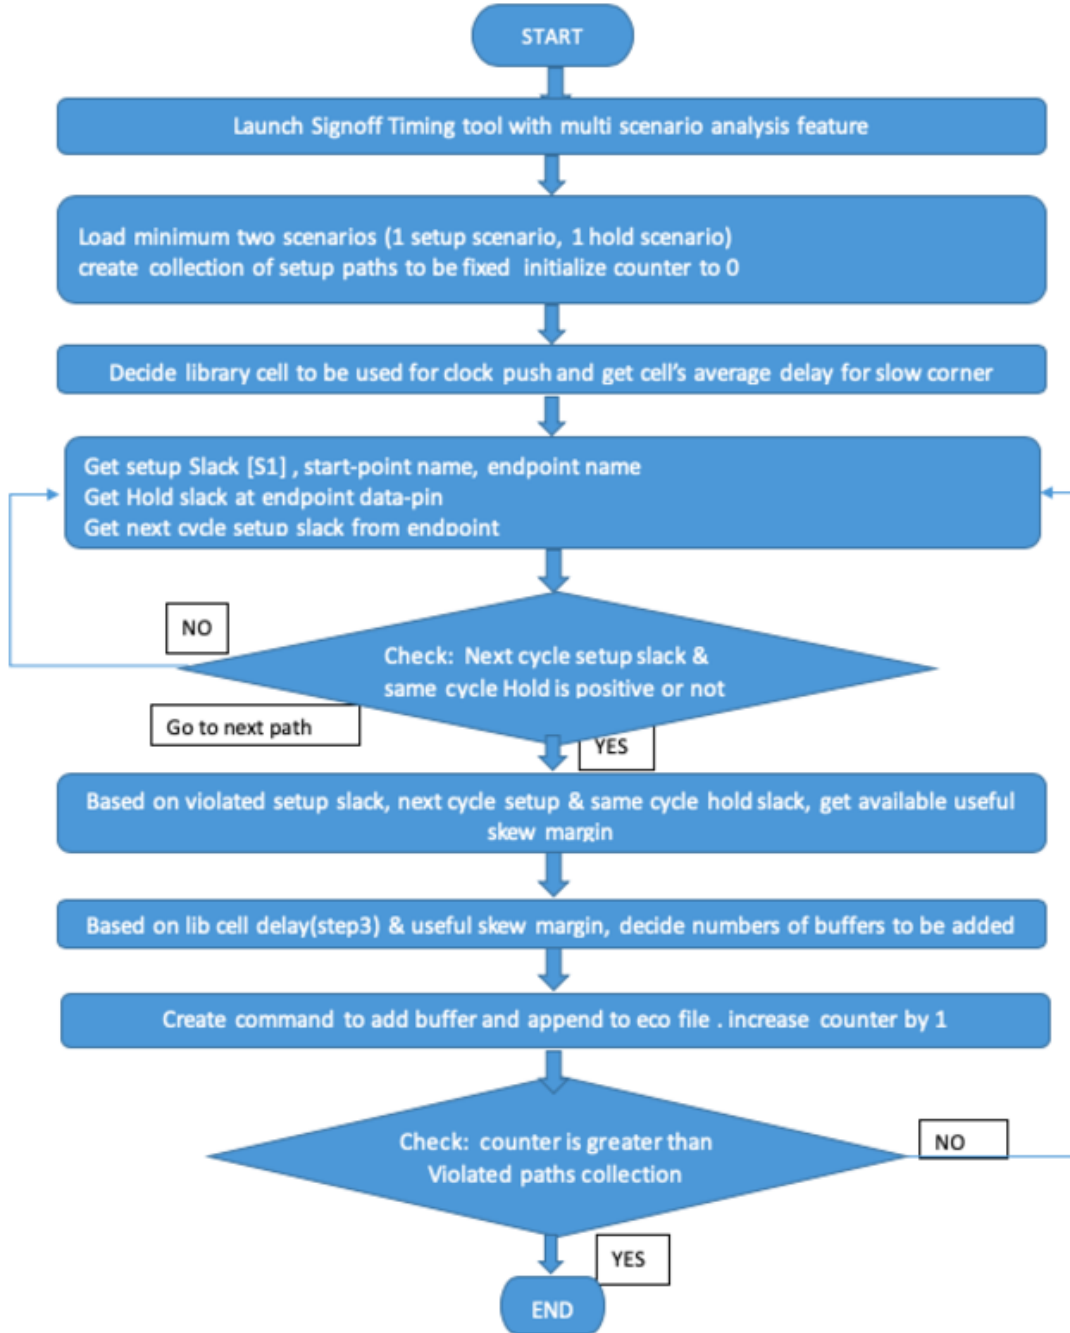 START
Launch Signoff Timing tool with multi scenario analysis feature
Load minimum two scenarios (1 setup scenario, 1 hold scenario)
create collection of setup paths to be fixed initialize counter to 0
Decide library cell to be used for clock push and get cell's average delay for slow corner
Get setup Slack [S1] , start-point name, endpoint name
Get Hold slack at endpoint data-pin
Get next cycle setup slack from endpoint
NO
Check: Next cycle setup slack &
same cycle Hold is positive or not
Go to next path
YES
Based on violated setup slack, next cycle setup & same cycle hold slack, get available useful
skew margin
Based on lib cell delay(step3) & useful skew margin, decide numbers of buffers to be added
Create command to add buffer and append to eco file . increase counter by 1
Check: counter is greater than
Violated paths collection
NO
YES
END